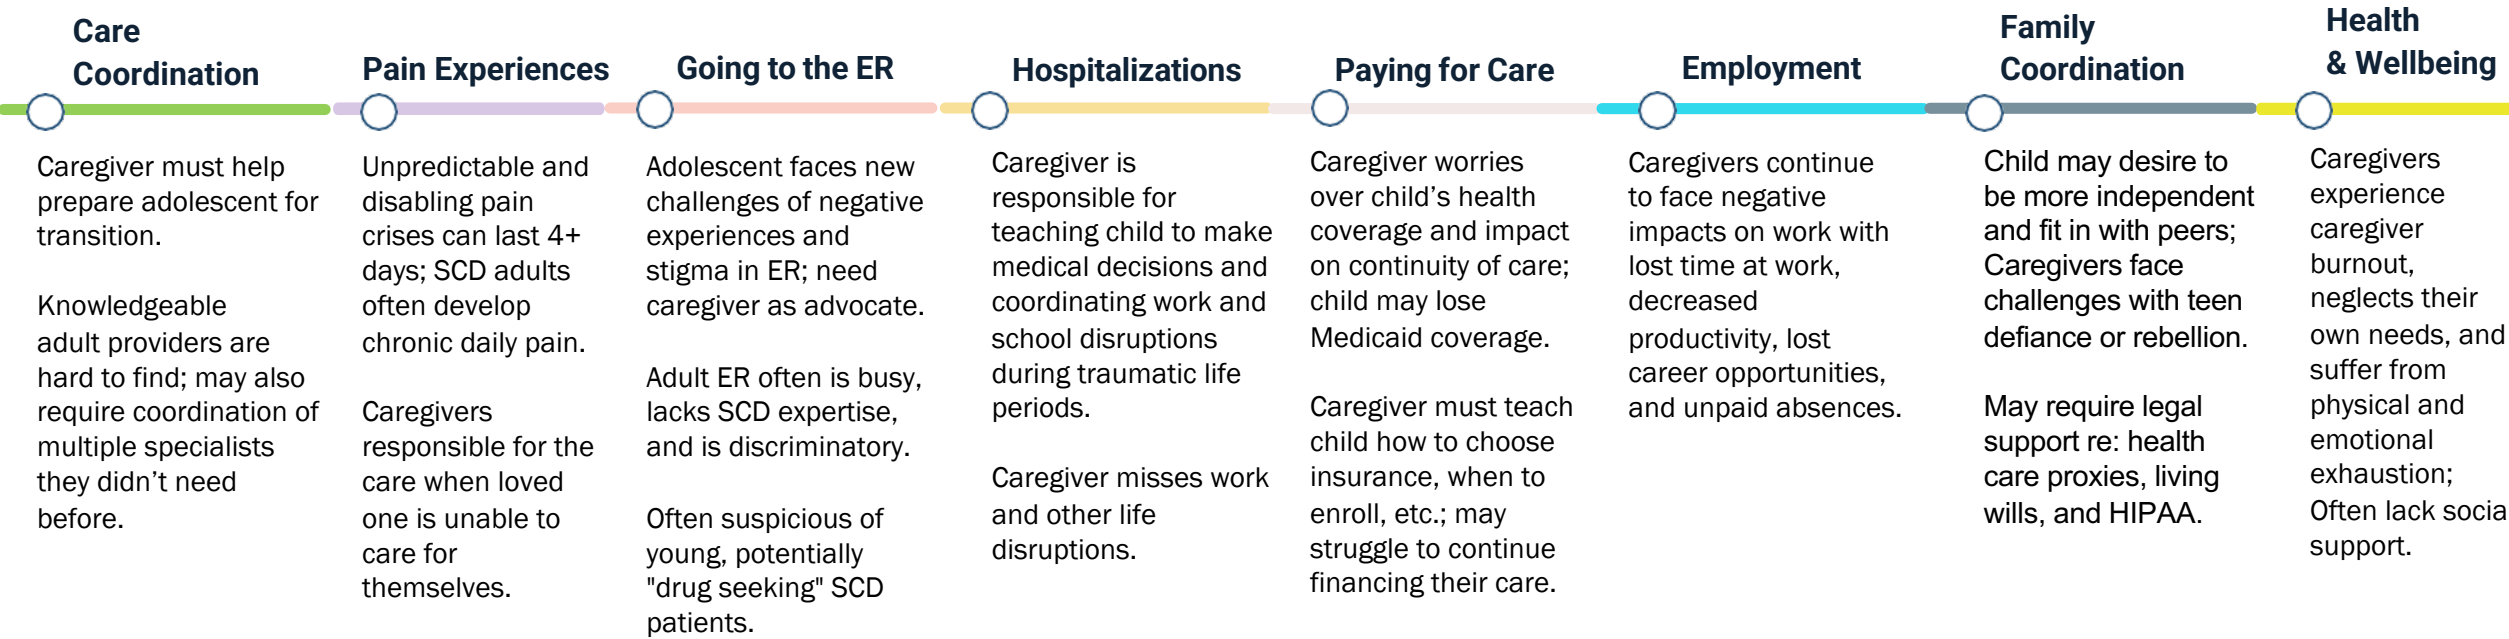 Care
Coordination
Caregiver must help
prepare adolescent for
transition.
Knowledgeable
adult providers are
hard to find; may also
require coordination of
multiple specialists
they didn't need
before.
Pain Experiences
Unpredictable and
disabling pain
crises can last 4+
days; SCD adults
often develop
chronic daily pain.
Caregivers
responsible for the
care when loved
one is unable to
care for
themselves.
Going to the ER
Adolescent faces new
challenges of negative
experiences and
stigma in ER; need
caregiver as advocate.
Adult ER often is busy,
lacks SCD expertise,
and is discriminatory.
Often suspicious of
young, potentially
"drug seeking" SCD
patients.
Hospitalizations
Caregiver is
responsible for
teaching child to make
medical decisions and
coordinating work and
school disruptions
during traumatic life
periods.
Caregiver misses work
and other life
disruptions.
Paying for Care
Caregiver worries
over child's health
coverage and impact
on continuity of care;
child may lose
Medicaid coverage.
Caregiver must teach
child how to choose
insurance, when to
enroll, etc.; may
struggle to continue
financing their care.
Employment
Caregivers continue
to face negative
impacts on work with
lost time at work,
decreased
productivity, lost
career opportunities,
and unpaid absences.
Family
Coordination
Child may desire to
be more independent
and fit in with peers;
Caregivers face
challenges with teen
defiance or rebellion.
May require legal
support re: health
care proxies, living
wills, and HIPAA.
Health
& Wellbeing
Caregivers
experience
caregiver
burnout,
neglects their
own needs, and
suffer from
physical and
emotional
exhaustion;
Often lack socia
support.